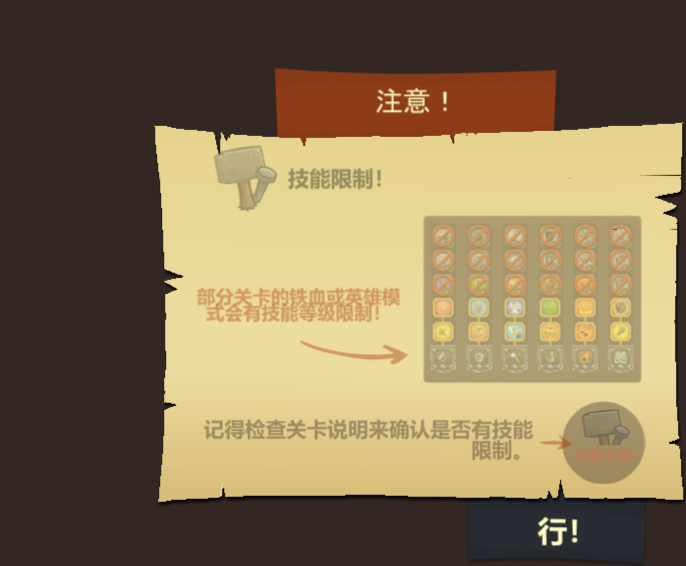 注意！
技能限制！
部分关卡的铁血或英雄模
式会有技能等级限制！
记得检查关卡说明来确认是否有技能
限制。
行！